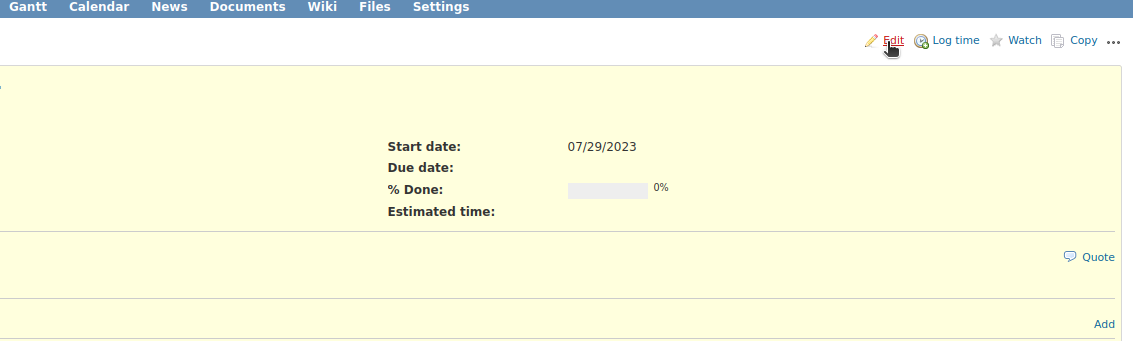 Gantt Calendar News Documents Wiki Files Settings
Edit Log time Watch Copy
Start date: 07/29/2023
Due date:
% Done: 0%
Estimated time:
Quote
Add